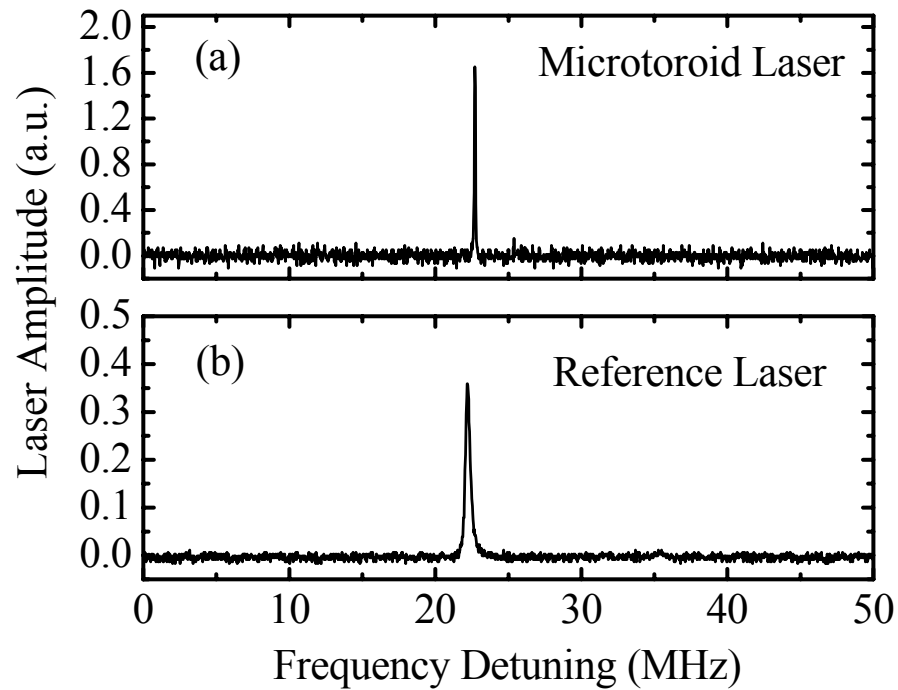 Laser Amplitude (a.u.)
(a)
Microtoroid Laser
2.0
1.6
1.2
0.8
0.4
0.0
(b)
Reference Laser
0.5
0.4
0.3
0.2
0.1
0.0
0 10 20 30 40 50
Frequency Detuning (MHz)